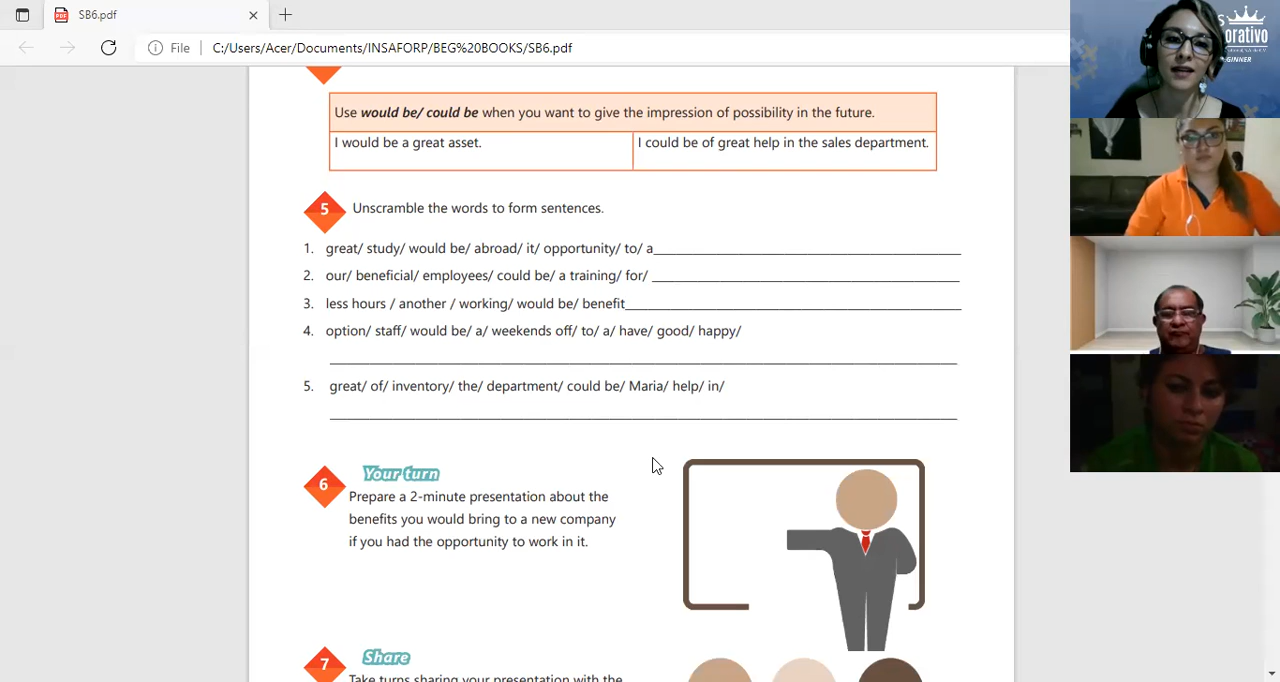 SB6.pdf
File
C:/Users/Acer/Documents/INSAFORP/BEG%20BOOKS/SB6.pdf
orativo
GINNER
Use would be/ could be when you want to give the impression of possibility in the future.
I would be a great asset.
I could be of great help in the sales department.
5
Unscramble the words to form sentences.
1. great/ study/ would be/ abroad/ it/ opportunity/ to/ a
2. our/ beneficial/ employees/ could be/ a training/ for/
3. less hours / another / working/ would be/ benefit
4. option/ staff/ would be/ a/ weekends off/ to/ a/ have/ good/ happy/
5. great/ of/ inventory/ the/ department/ could be/ Maria/ help/ in/
6
Your turn
Prepare a 2-minute presentation about the
benefits you would bring to a new company
if you had the opportunity to work in it.
7
Share
Take turns sharing your presentation with the